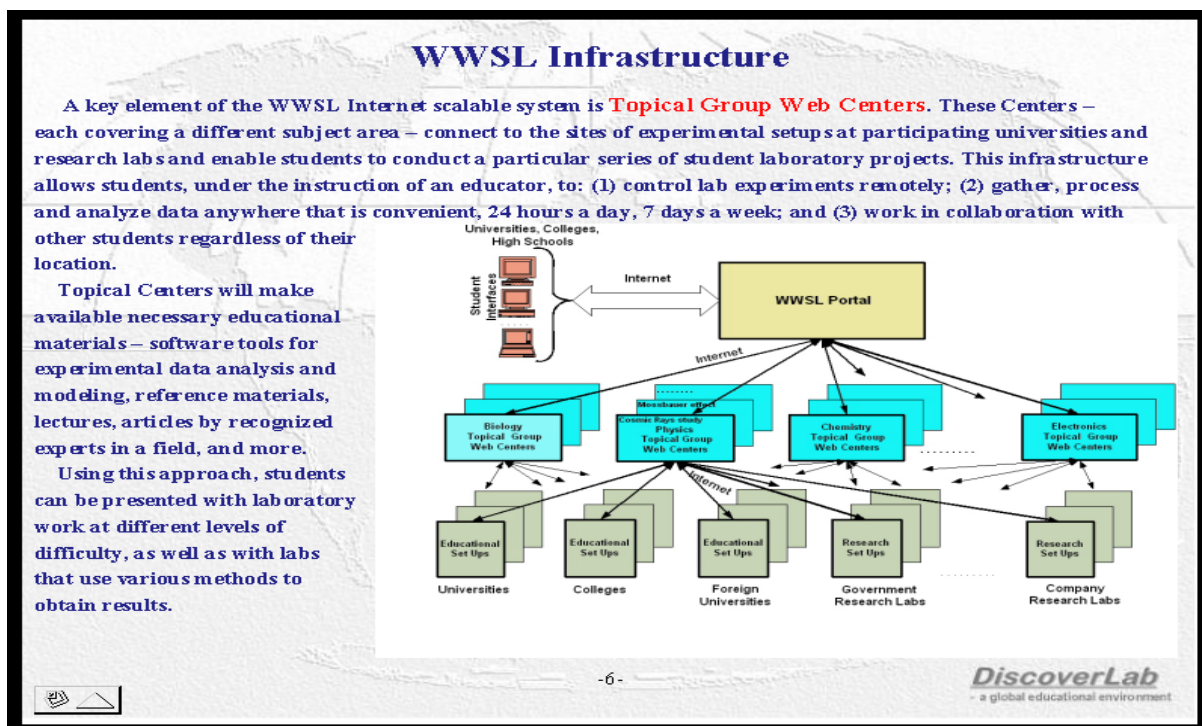 WWSL Infrastructure
A key element of the WWSL Internet scalable system is Topical Group Web Centers. These Centers –
each covering a different subject area – connect to the sites of experimental setups at participating universities and
research labs and enable students to conduct a particular series of student laboratory projects. This infrastructure
allows students, under the instruction of an educator, to: (1) control lab experiments remotely; (2) gather, process
and analyze data anywhere that is convenient, 24 hours a day, 7 days a week; and (3) work in collaboration with
other students regardless of their
location.
Topical Centers will make
available necessary educational
materials – software tools for
experimental data analysis and
modeling, reference materials,
lectures, articles by recognized
experts in a field, and more.
Using this approach, students
can be presented with laboratory
work at different levels of
difficulty, as well as with labs
that use various methods to
obtain results.
Universities, Colleges,
High Schools
Student
Interfaces
Internet
WWSL Portal
Internet
Biology
Topical Group
Web Centers
Mossbauer effect
Cosmic Rays study
Physics
Topical Group
Web Centers
Chemistry
Topical Group
Web Centers
Electronics
Topical Group
Web Centers
Internet
Educational
Set Ups
Universities
Educational
Set Ups
Colleges
Educational
Set Ups
Foreign
Universities
Research
Set Ups
Government
Research Labs
Research
Set Ups
Company
Research Labs
-6-
DiscoverLab
- a global educational environment